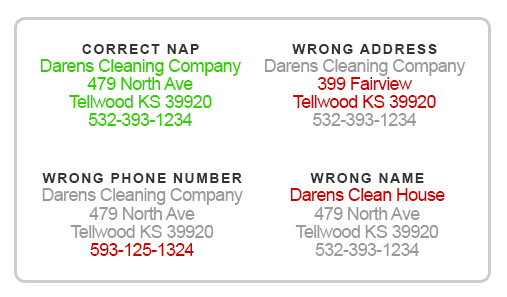 CORRECT NAP
Darens Cleaning Company
479 North Ave
Tellwood KS 39920
532-393-1234
WRONG ADDRESS
Darens Cleaning Company
399 Fairview
Tellwood KS 39920
532-393-1234
WRONG PHONE NUMBER
Darens Cleaning Company
479 North Ave
Tellwood KS 39920
593-125-1324
WRONG NAME
Darens Clean House
479 North Ave
Tellwood KS 39920
532-393-1234